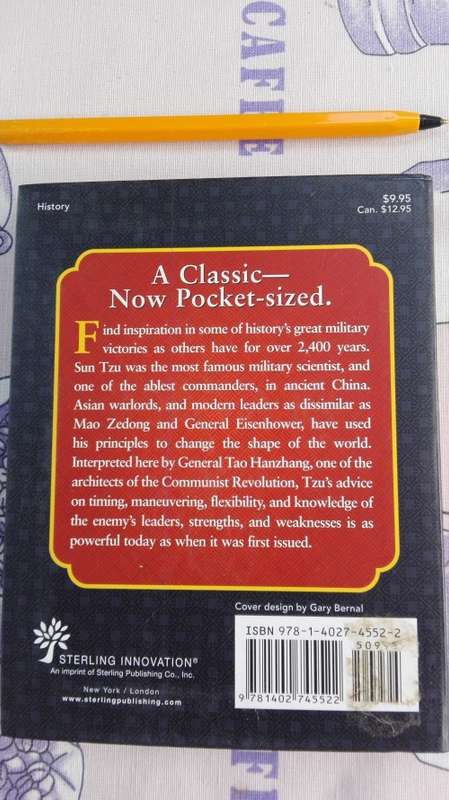 CAFE
History
$9.95
Can. $12.95
A Classic—
Now Pocket-sized.
Find inspiration in some of history's great military
victories as others have for over 2,400 years.
Sun Tzu was the most famous military scientist, and
one of the ablest commanders, in ancient China.
Asian warlords, and modern leaders as dissimilar as
Mao Zedong and General Eisenhower, have used
his principles to change the shape of the world.
Interpreted here by General Tao Hanzhang, one of the
architects of the Communist Revolution, Tzu's advice
on timing, maneuvering, flexibility, and knowledge of
the enemy's leaders, strengths, and weaknesses is as
powerful today as when it was first issued.
Cover design by Gary Bernal
ISBN 978-1-4027-4552-2
9 781402 745522
STERLING INNOVATION®
An imprint of Sterling Publishing Co., Inc.
New York / London
www.sterlingpublishing.com